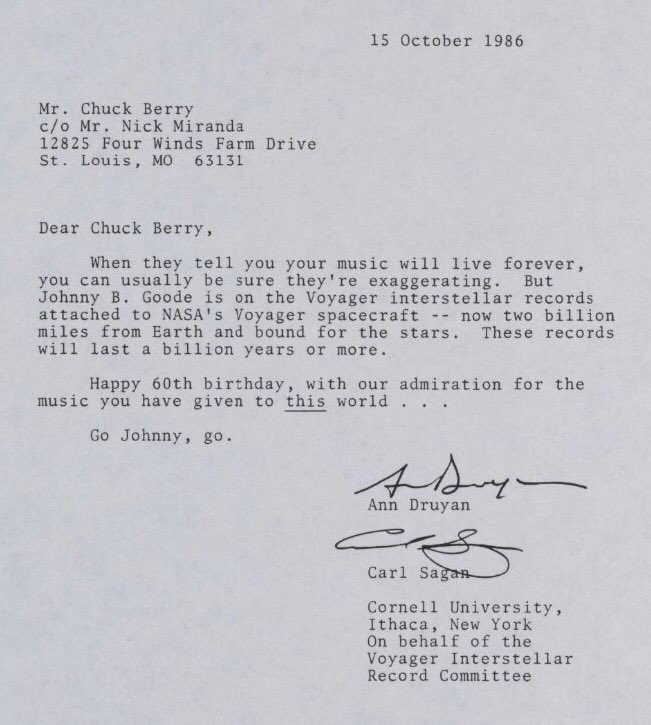 15 October 1986
Mr. Chuck Berry
c/o Mr. Nick Miranda
12825 Four Winds Farm Drive
St. Louis, MO  63131
Dear Chuck Berry,
When they tell you your music will live forever,
you can usually be sure they're exaggerating.  But
Johnny B. Goode is on the Voyager interstellar records
attached to NASA's Voyager spacecraft -- now two billion
miles from Earth and bound for the stars.  These records
will last a billion years or more.
Happy 60th birthday, with our admiration for the
music you have given to this world . . .
Go Johnny, go.
Ann Druyan
Ann Druyan
Carl Sagan
Carl Sagan
Cornell University,
Ithaca, New York
On behalf of the
Voyager Interstellar
Record Committee